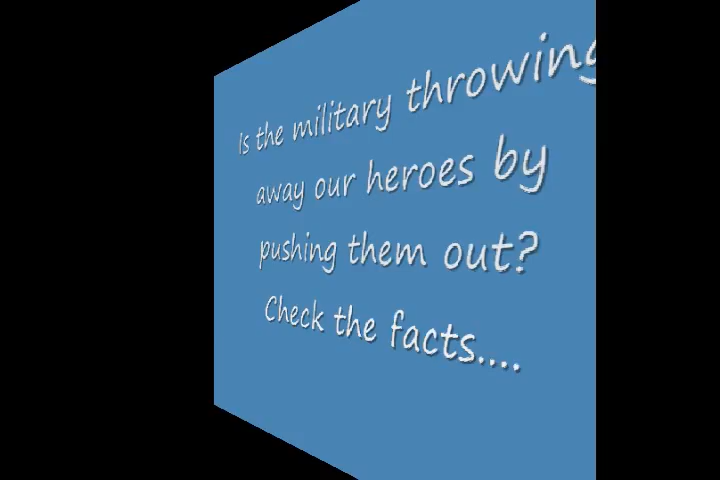 Is the military throwing
away our heroes by
pushing them out?
Check the facts....